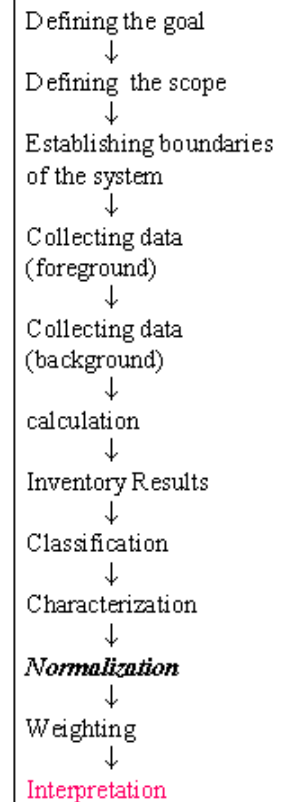 Defining the goal
↓
Defining the scope
↓
Establishing boundaries
of the system
↓
Collecting data
(foreground)
↓
Collecting data
(background)
↓
calculation
↓
Inventory Results
↓
Classification
↓
Characterization
↓
Normalization
↓
Weighting
↓
Interpretation